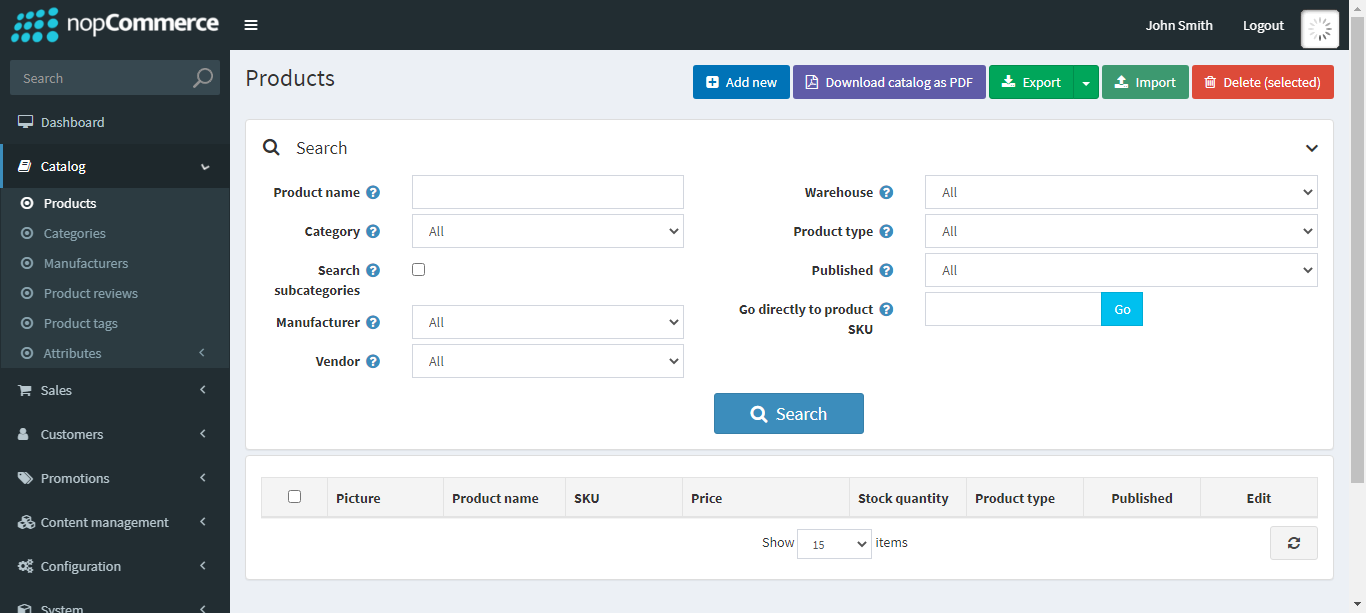 nopCommerce
John Smith
Logout
Search
Dashboard
Catalog
Products
Categories
Manufacturers
Product reviews
Product tags
Attributes
Sales
Customers
Promotions
Content management
Configuration
System
Products
Add new
Download catalog as PDF
Export
Import
Delete (selected)
Search
Product name ?
Category ? All
Search ?
subcategories
Manufacturer ? All
Vendor ? All
Warehouse ? All
Product type ? All
Published ? All
Go directly to product ? Go
SKU
Search
Picture Product name SKU Price Stock quantity Product type Published Edit
Show 15 items